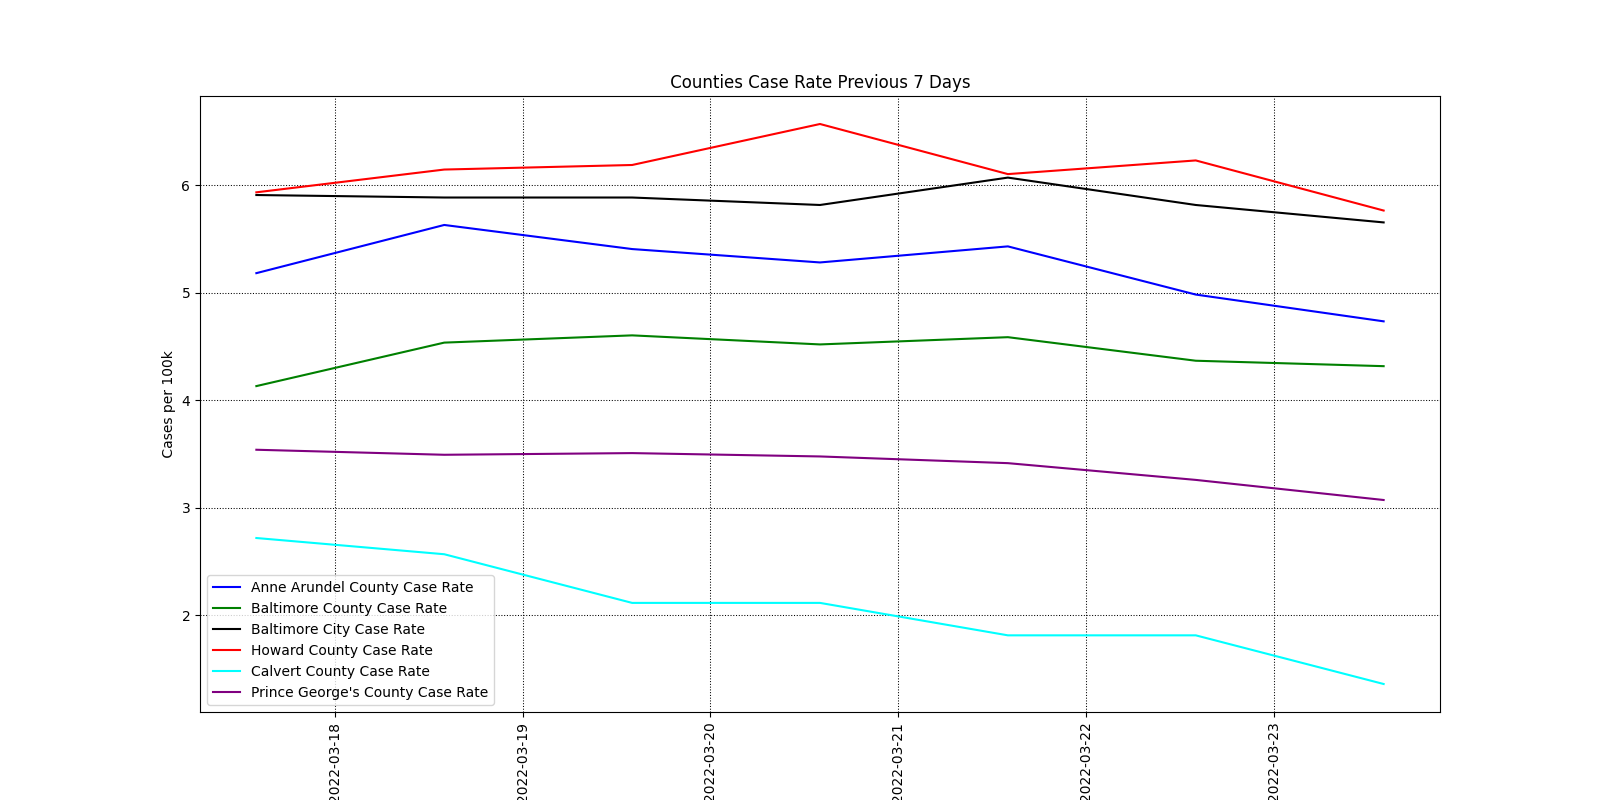 Counties Case Rate Previous 7 Days
Cases per 100k
6
5
4
3
2
Anne Arundel County Case Rate
Baltimore County Case Rate
Baltimore City Case Rate
Howard County Case Rate
Calvert County Case Rate
Prince George's County Case Rate
2022-03-18
2022-03-19
2022-03-20
2022-03-21
2022-03-22
2022-03-23